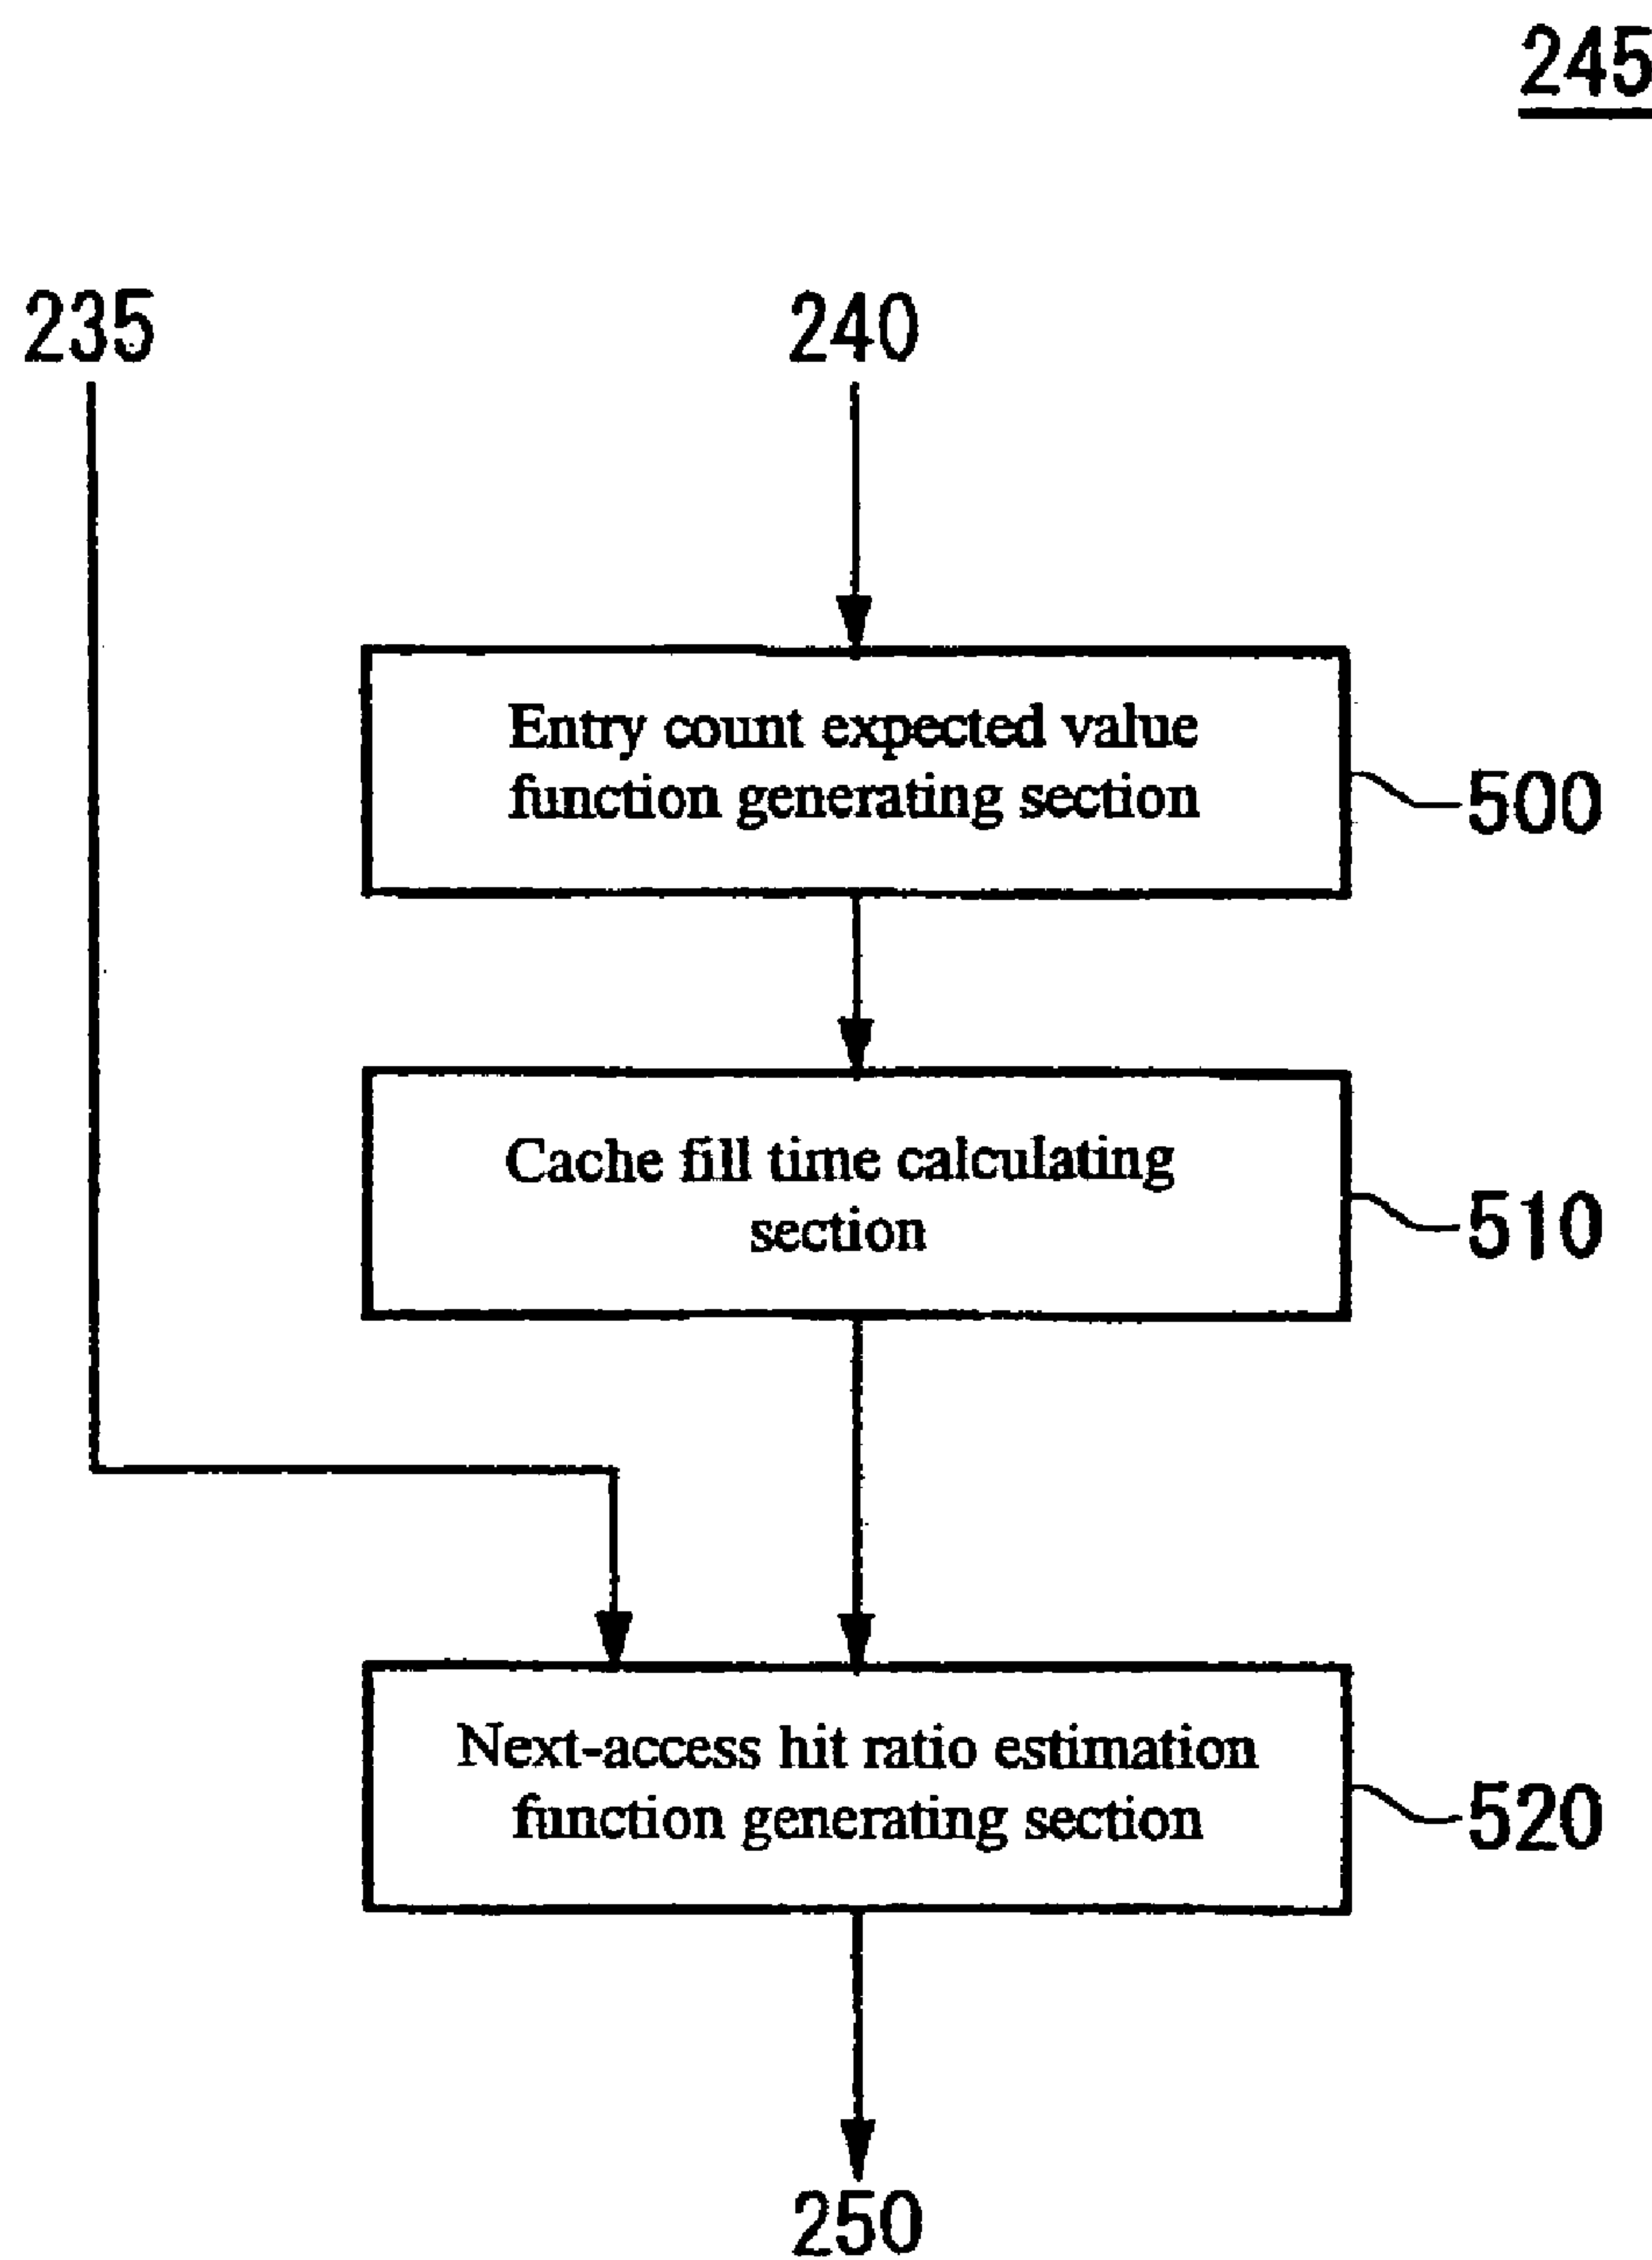 245
235
240
Entry count expected value
function generating section
500
Cache fill time calculating
section
510
Next-access hit ratio estimation
function generating section
520
250